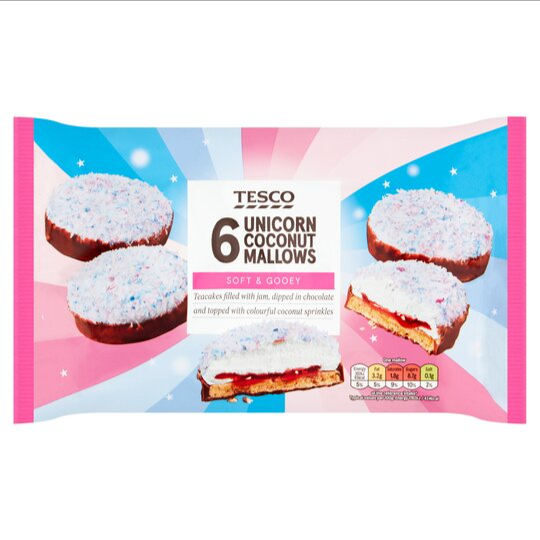 TESCO
6 UNICORN
COCONUT
MALLOWS
SOFT & GOOEY
Teacakes filled with jam, dipped in chocolate
and topped with colourful coconut sprinkles
One mallow
Energy Fat Saturates Sugars Salt
3.2g 1.8g 8.7g 0.1g
5% 5% 9% 10% 2%